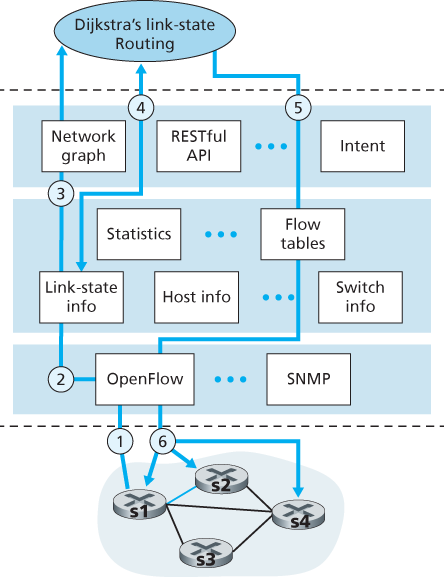 Dijkstra's link-state
Routing
4
5
Network
graph
RESTful
API
Intent
3
Statistics
Flow
tables
Link-state
info
Host info
Switch
info
2
OpenFlow
SNMP
1
6
s1
s2
s3
s4